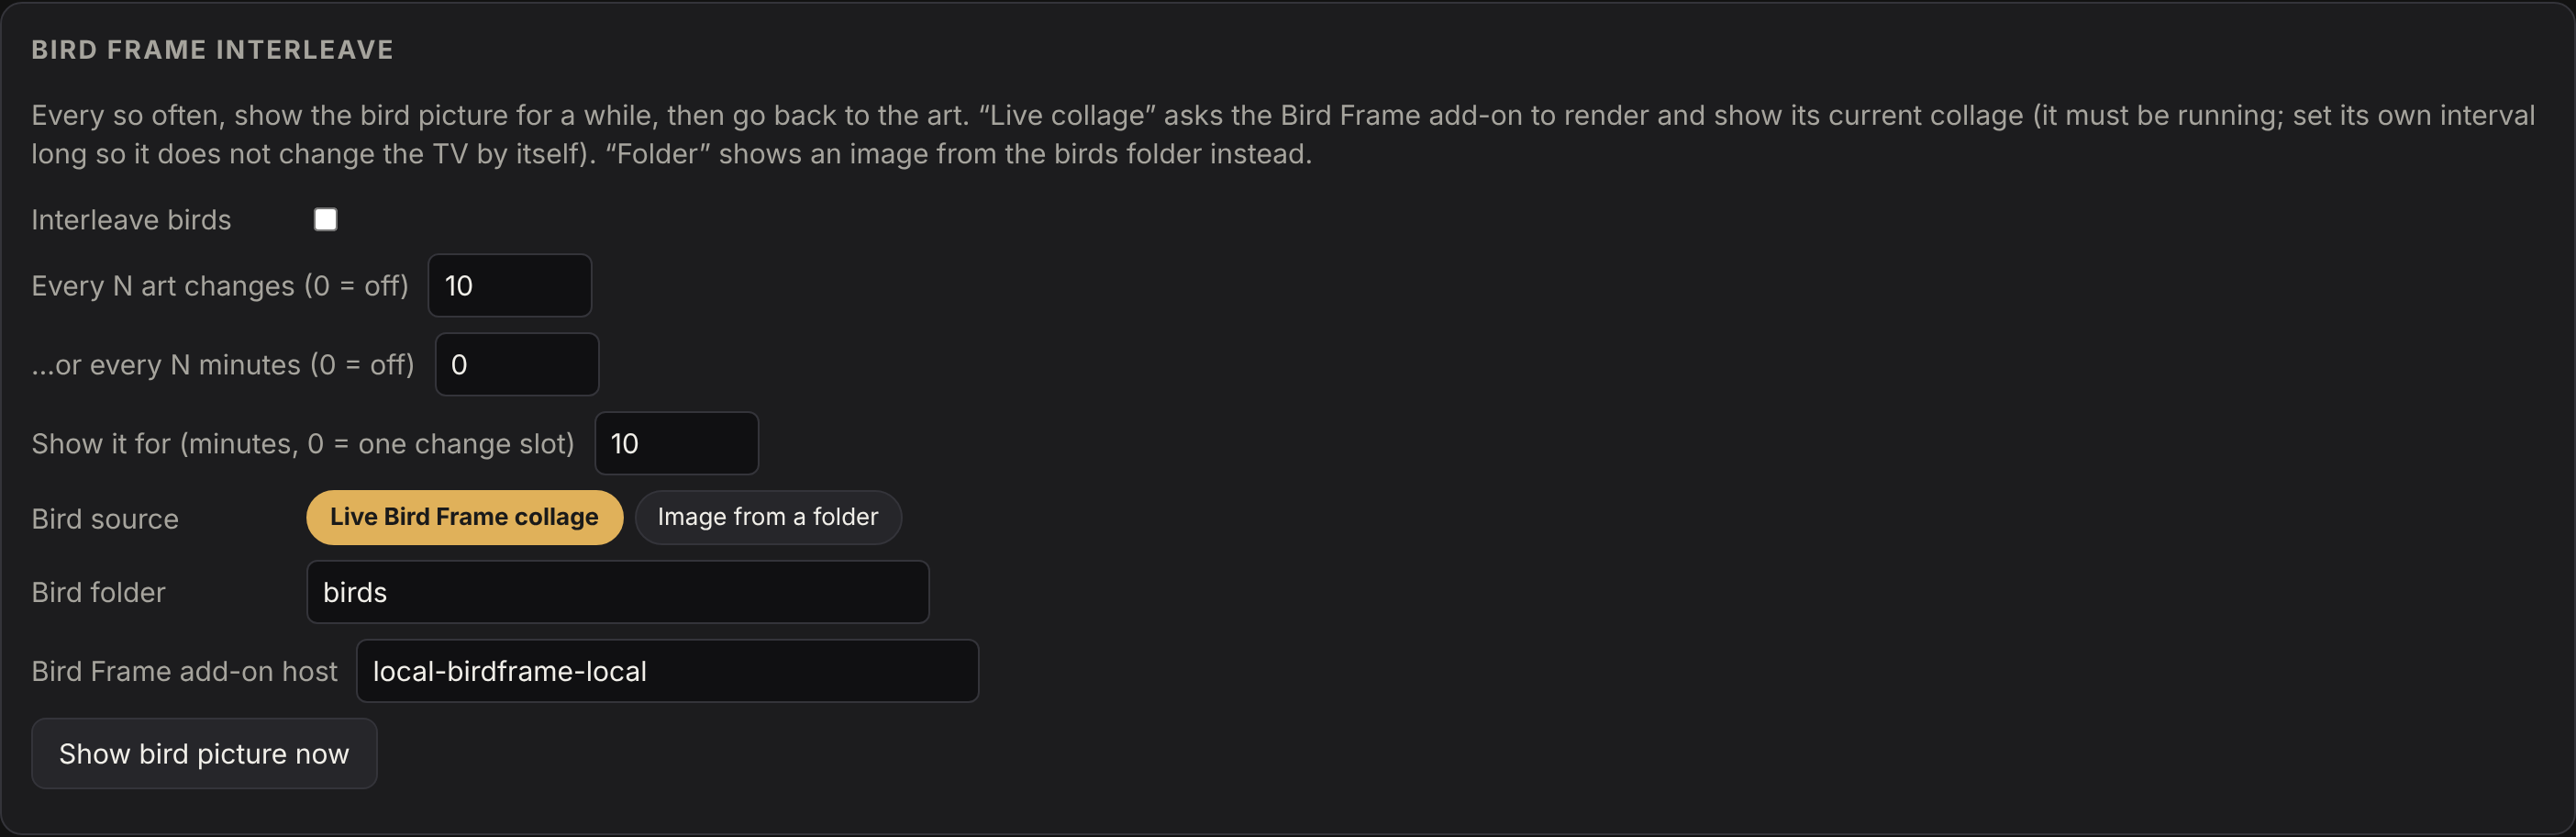 BIRD FRAME INTERLEAVE
Every so often, show the bird picture for a while, then go back to the art. “Live collage” asks the Bird Frame add-on to render and show its current collage (it must be running; set its own interval
long so it does not change the TV by itself). “Folder” shows an image from the birds folder instead.
Interleave birds
Every N art changes (0 = off) 10
...or every N minutes (0 = off) 0
Show it for (minutes, 0 = one change slot) 10
Bird source Live Bird Frame collage Image from a folder
Bird folder birds
Bird Frame add-on host local-birdframe-local
Show bird picture now